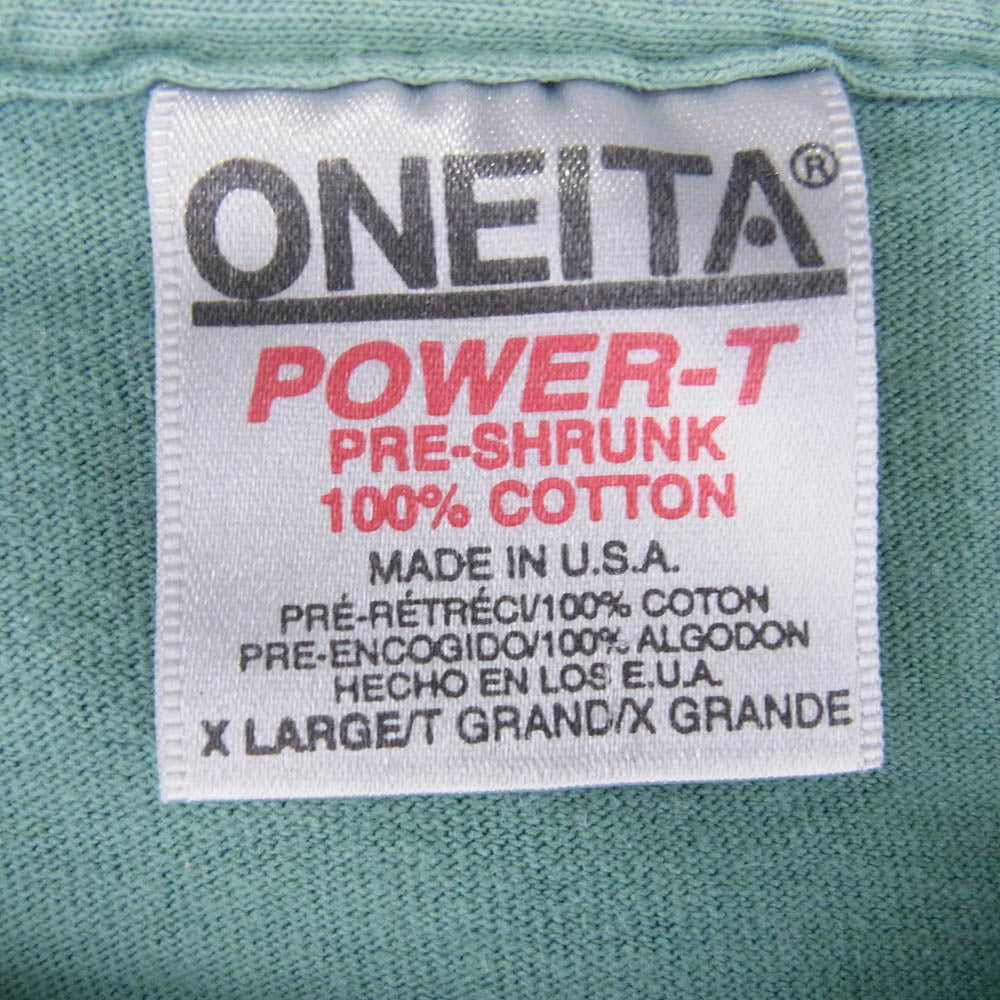 ONEITA®
POWER-T
PRE-SHRUNK
100% COTTON
MADE IN U.S.A.
PRÉ-RÉTRÉCI/100% COTON
PRE-ENCOGIDO/100% ALGODON
HECHO EN LOS E.U.A.
X LARGE/T GRAND/X GRANDE